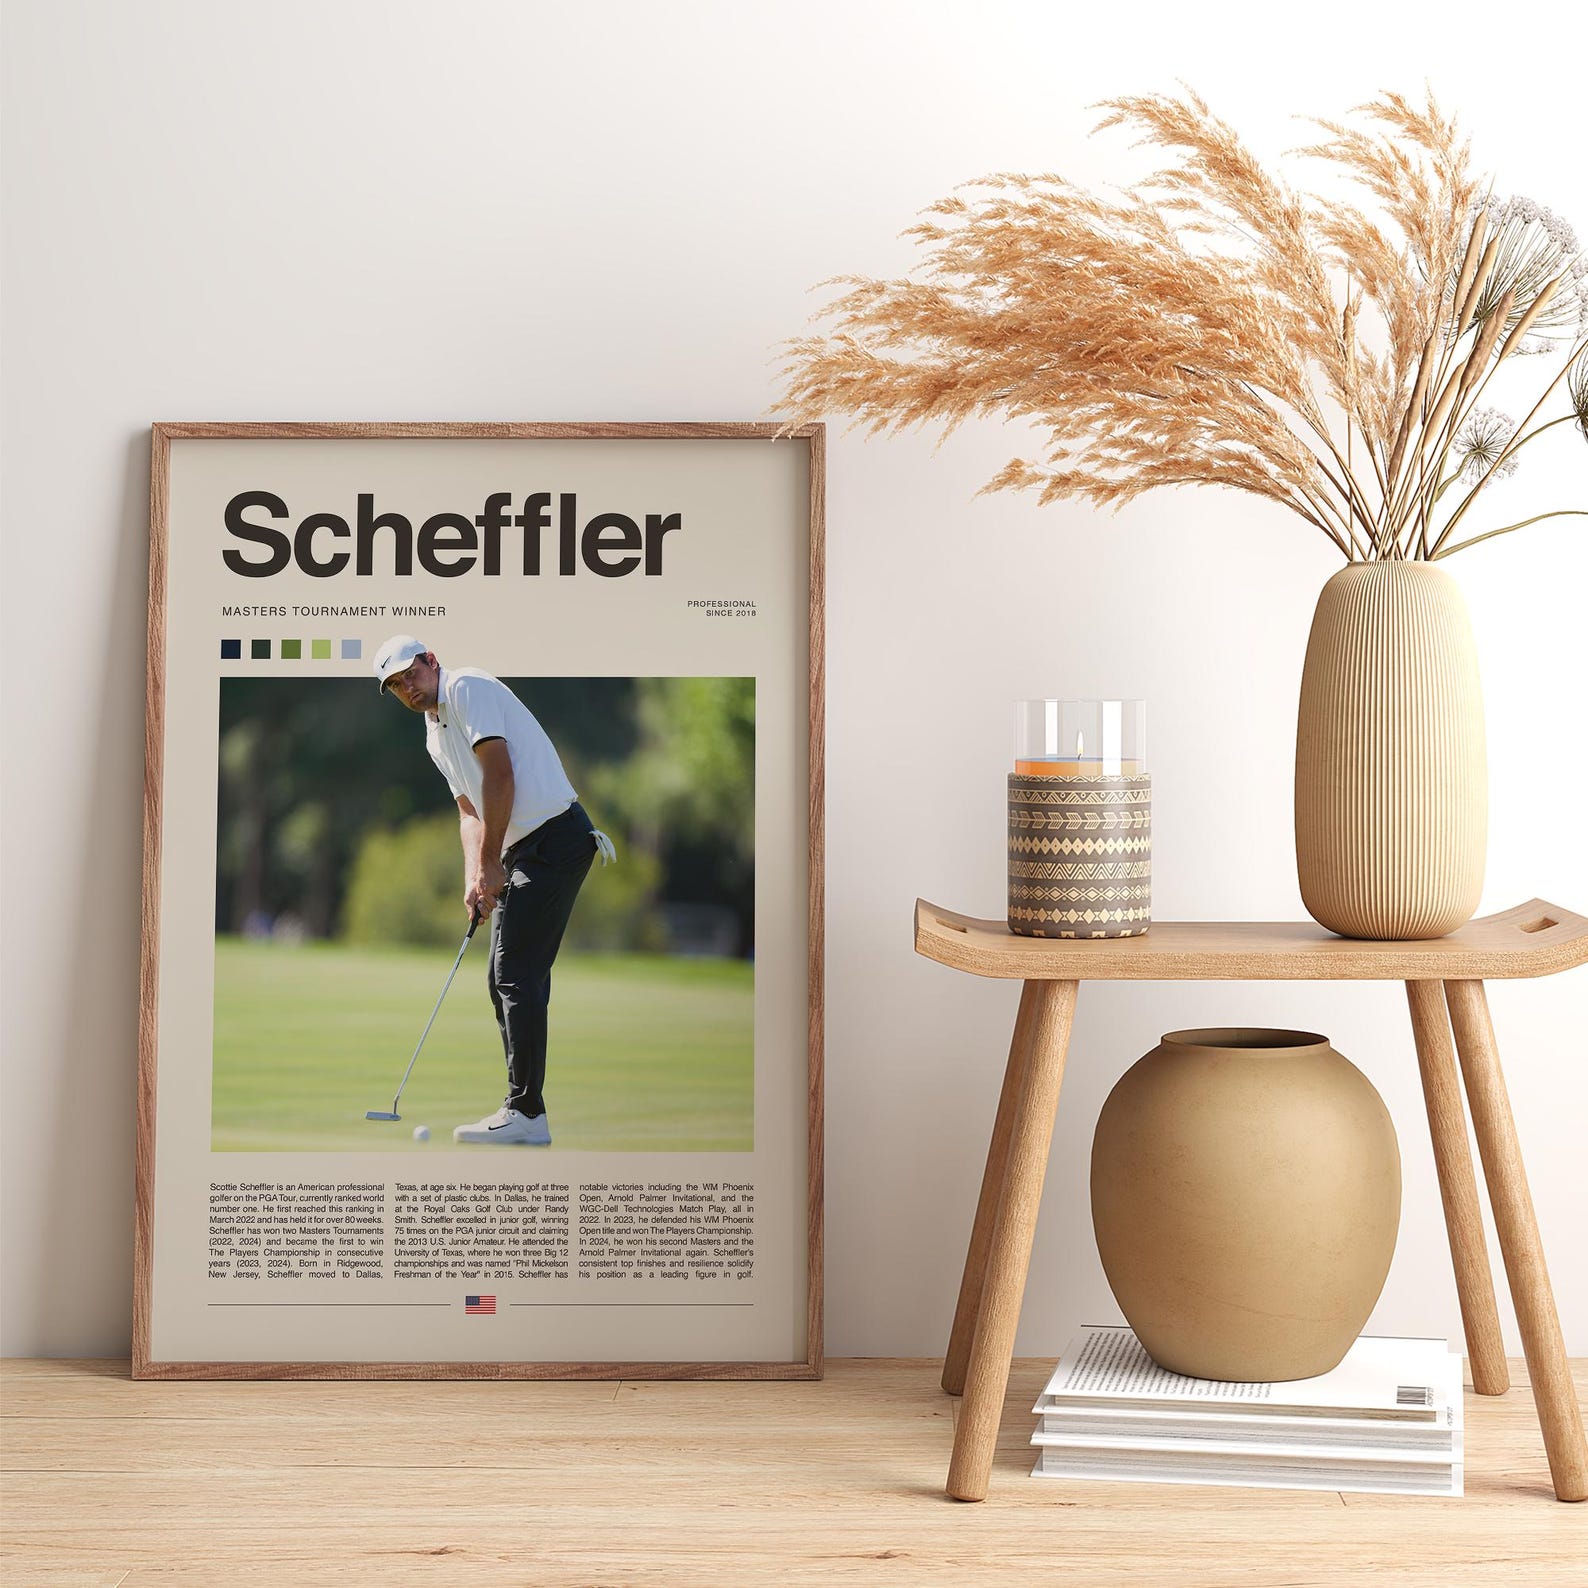 Scheffler
MASTERS TOURNAMENT WINNER
PROFESSIONAL
SINCE 2018
Scottie Scheffler is an American professional
golfer on the PGA Tour, currently ranked world
number one. He first reached this ranking in
March 2022 and has held it for over 80 weeks.
Scheffler has won two Masters Tournaments
(2022, 2024) and became the first to win
The Players Championship in consecutive
years (2023, 2024). Born in Ridgewood,
New Jersey, Scheffler moved to Dallas,
Texas, at age six. He began playing golf at three
with a set of plastic clubs. In Dallas, he trained
at the Royal Oaks Golf Club under Randy
Smith. Scheffler excelled in junior golf, winning
75 times on the PGA junior circuit and claiming
the 2013 U.S. Junior Amateur. He attended the
University of Texas, where he won three Big 12
championships and was named "Phil Mickelson
Freshman of the Year" in 2015. Scheffler has
notable victories including the WM Phoenix
Open, Arnold Palmer Invitational, and the
WGC-Dell Technologies Match Play, all in
2022. In 2023, he defended his WM Phoenix
Open title and won The Players Championship.
In 2024, he won his second Masters and the
Arnold Palmer Invitational again. Scheffler's
consistent top finishes and resilience solidify
his position as a leading figure in golf.